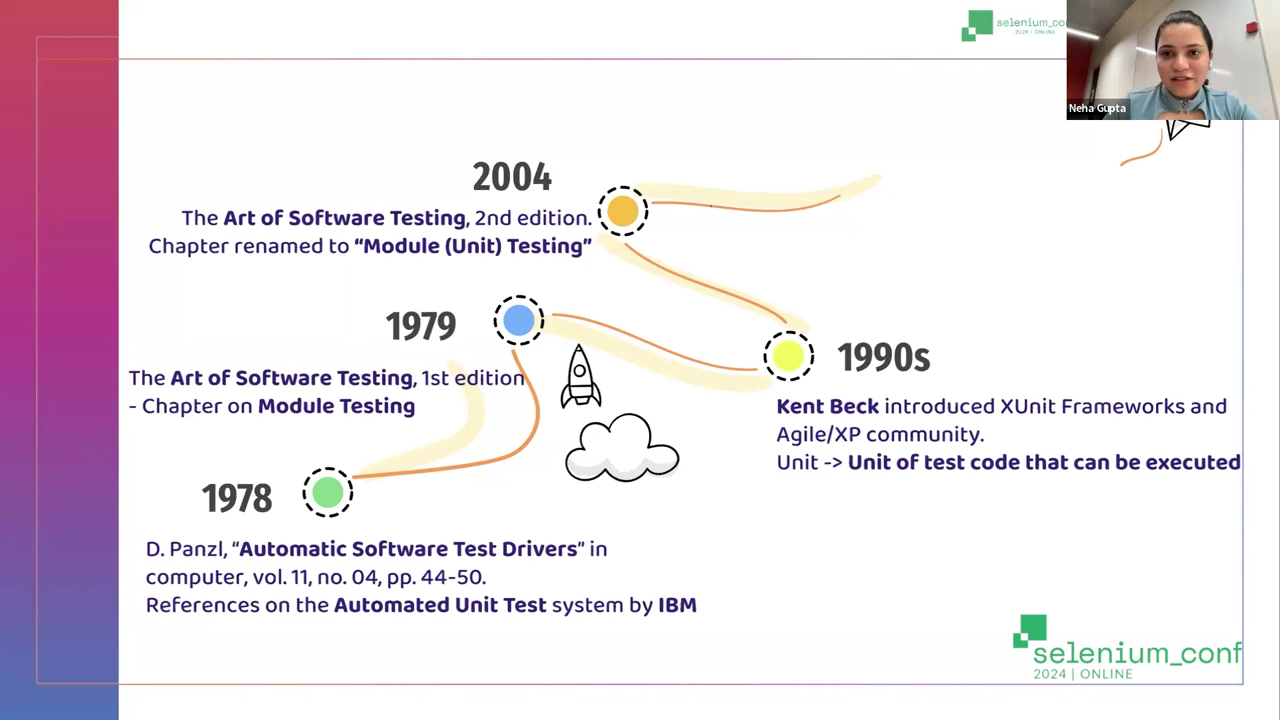 selenium_conf
2024 | ONLINE
Neha Gupta
2004
The Art of Software Testing, 2nd edition.
Chapter renamed to “Module (Unit) Testing”
1979
The Art of Software Testing, 1st edition
- Chapter on Module Testing
1990s
Kent Beck introduced XUnit Frameworks and
Agile/XP community.
Unit -> Unit of test code that can be executed
1978
D. Panzl, “Automatic Software Test Drivers” in
computer, vol. 11, no. 04, pp. 44-50.
References on the Automated Unit Test system by IBM
selenium_conf
2024 | ONLINE